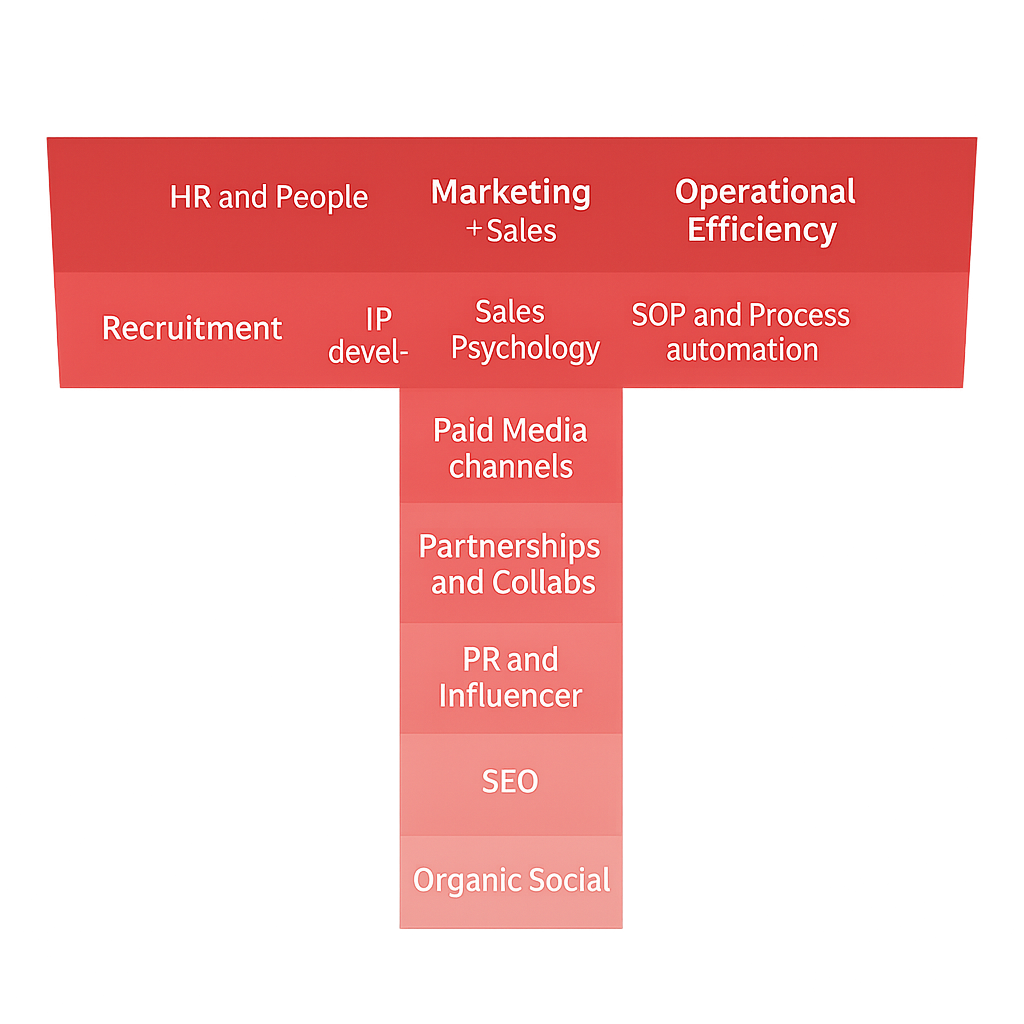 HR and People
Marketing
+ Sales
Operational
Efficiency
Recruitment
IP
devel-
Sales
Psychology
SOP and Process
automation
Paid Media
channels
Partnerships
and Collabs
PR and
Influencer
SEO
Organic Social